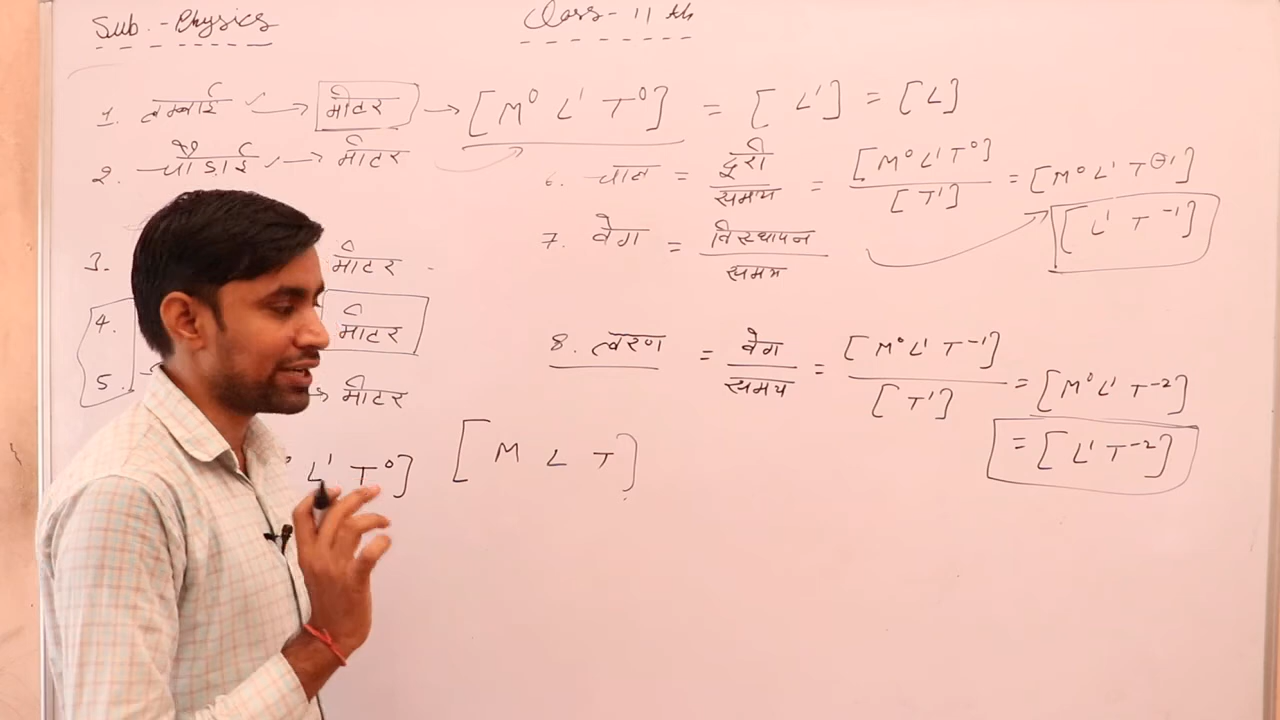 Sub. - Physics
Class - 11 th
1. लम्बाई → मीटर → [M⁰ L¹ T⁰] = [L¹] = [L]
2. चौड़ाई → मीटर
3. मीटर
4. मीटर
5. → मीटर
L¹ T⁰]
[M L T]
6. चाल = दूरी/समय = [M⁰ L¹ T⁰]/[T¹] = [M⁰ L¹ T⊖¹]
[L¹ T⁻¹]
7. वेग = विस्थापन/समय
8. त्वरण = वेग/समय = [M⁰ L¹ T⁻¹]/[T¹] = [M⁰ L¹ T⁻²]
= [L¹ T⁻²]